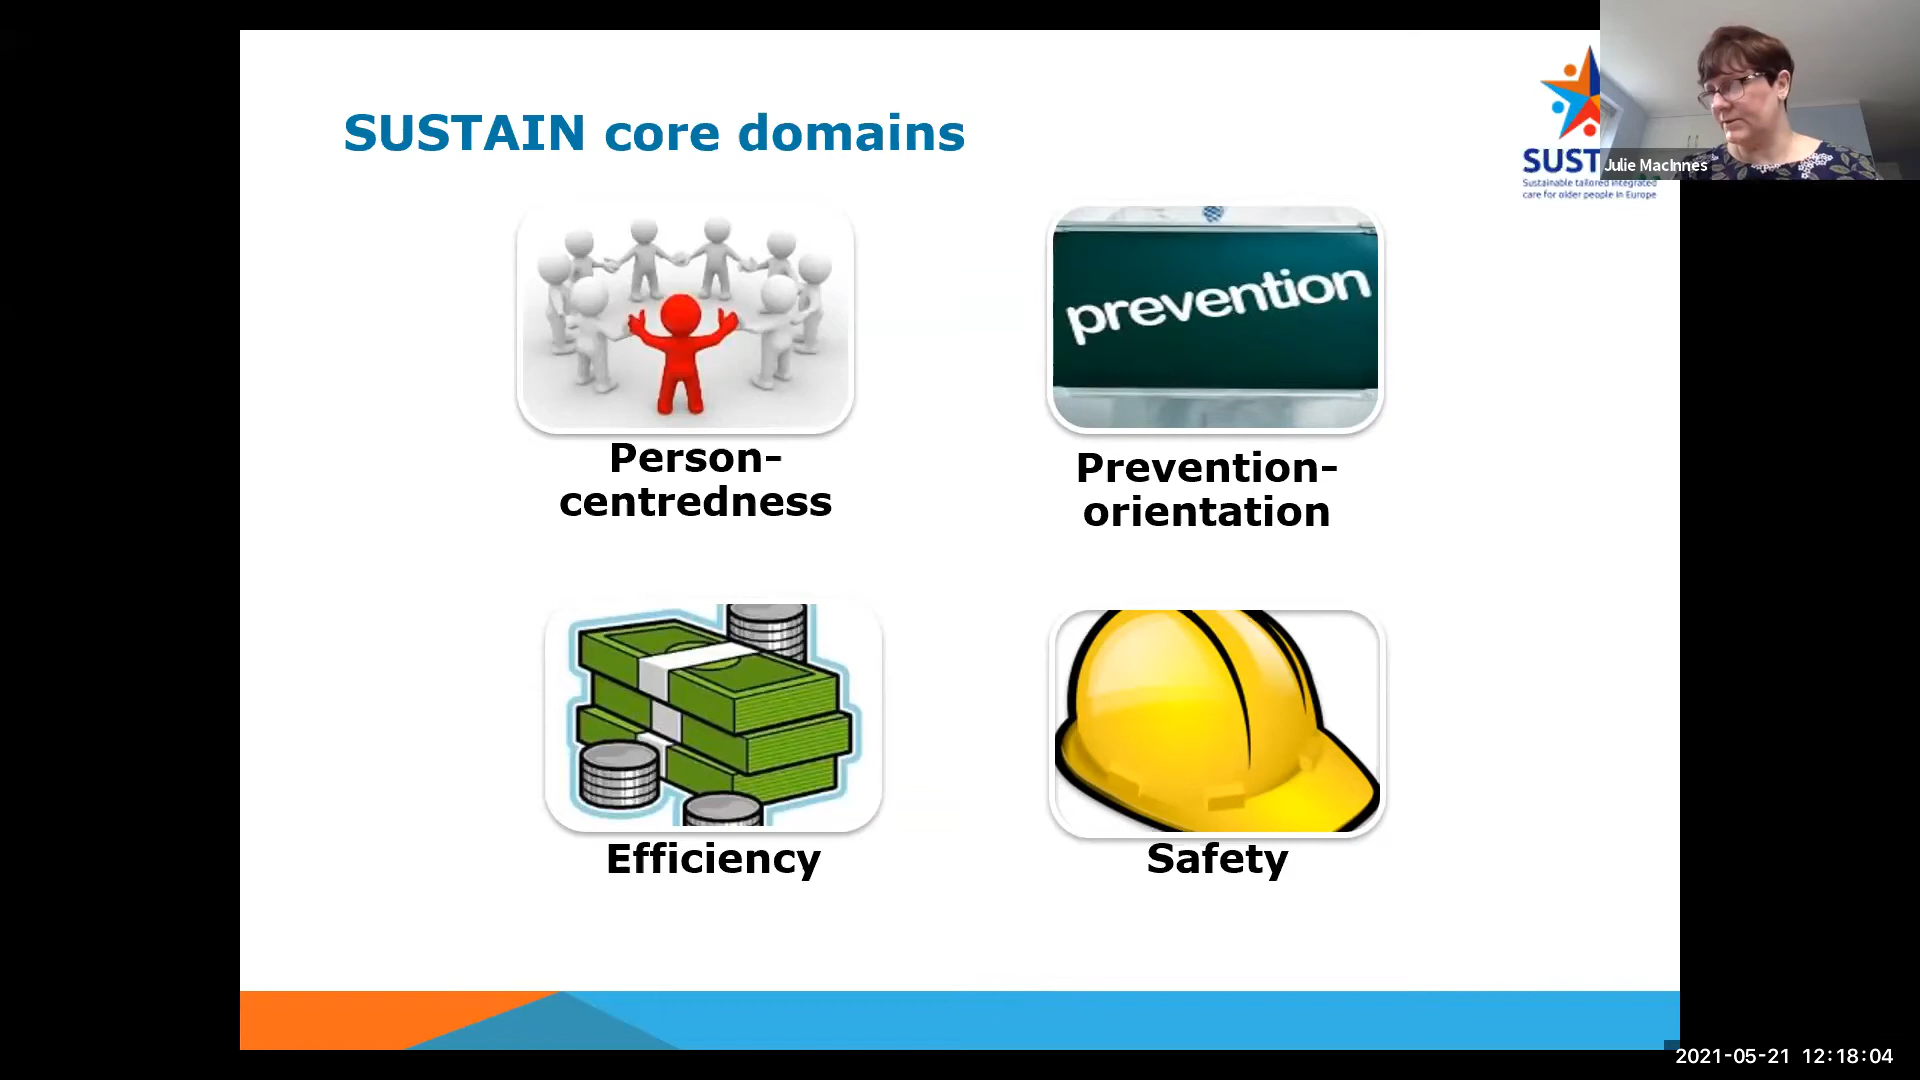 SUSTAIN core domains
SUST
Julie MacInnes
Sustainable tailored integrated
care for older people in Europe
prevention
Person-
centredness
Prevention-
orientation
Efficiency
Safety
2021-05-21 12:18:04